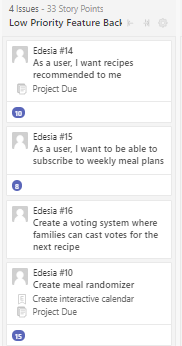 4 Issues - 33 Story Points
Low Priority Feature Back
Edesia #14
As a user, I want recipes
recommended to me
Project Due
10
Edesia #15
As a user, I want to be able to
subscribe to weekly meal plans
8
Edesia #16
Create a voting system where
families can cast votes for the
next recipe
Edesia #10
Create meal randomizer
Create interactive calendar
Project Due
15